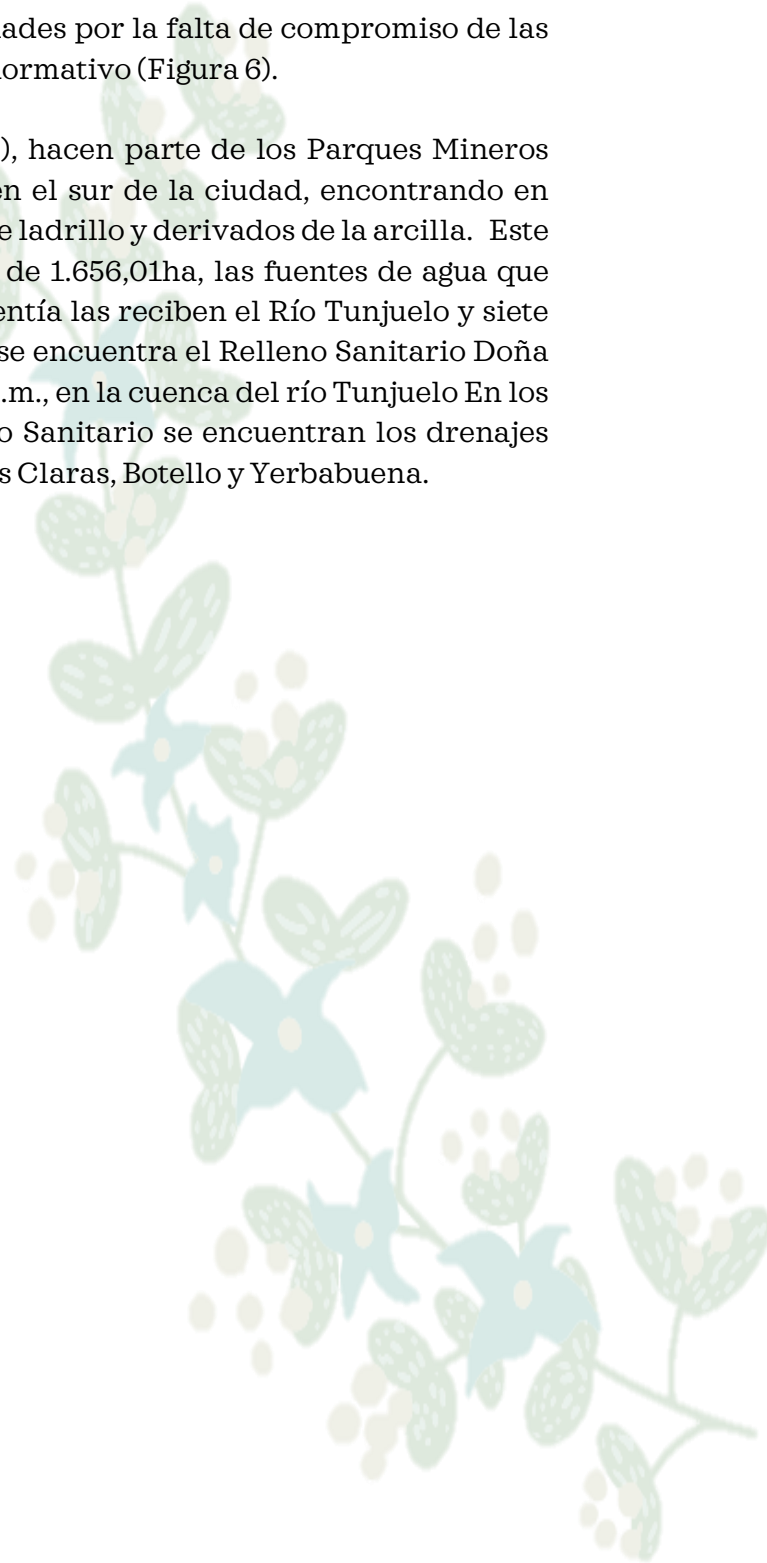 ades por la falta de compromiso de las
ormativo (Figura 6).
), hacen parte de los Parques Mineros
en el sur de la ciudad, encontrando en
e ladrillo y derivados de la arcilla. Este
de 1.656,01ha, las fuentes de agua que
entía las reciben el Río Tunjuelo y siete
se encuentra el Relleno Sanitario Doña
.m., en la cuenca del río Tunjuelo En los
o Sanitario se encuentran los drenajes
s Claras, Botello y Yerbabuena.